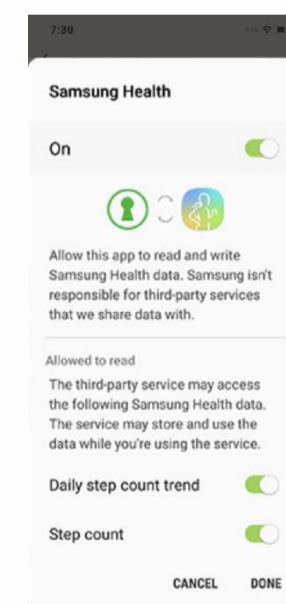 7:30
Samsung Health
On
Allow this app to read and write
Samsung Health data. Samsung isn't
responsible for third-party services
that we share data with.
Allowed to read
The third-party service may access
the following Samsung Health data.
The service may store and use the
data while you're using the service.
Daily step count trend
Step count
CANCEL DONE